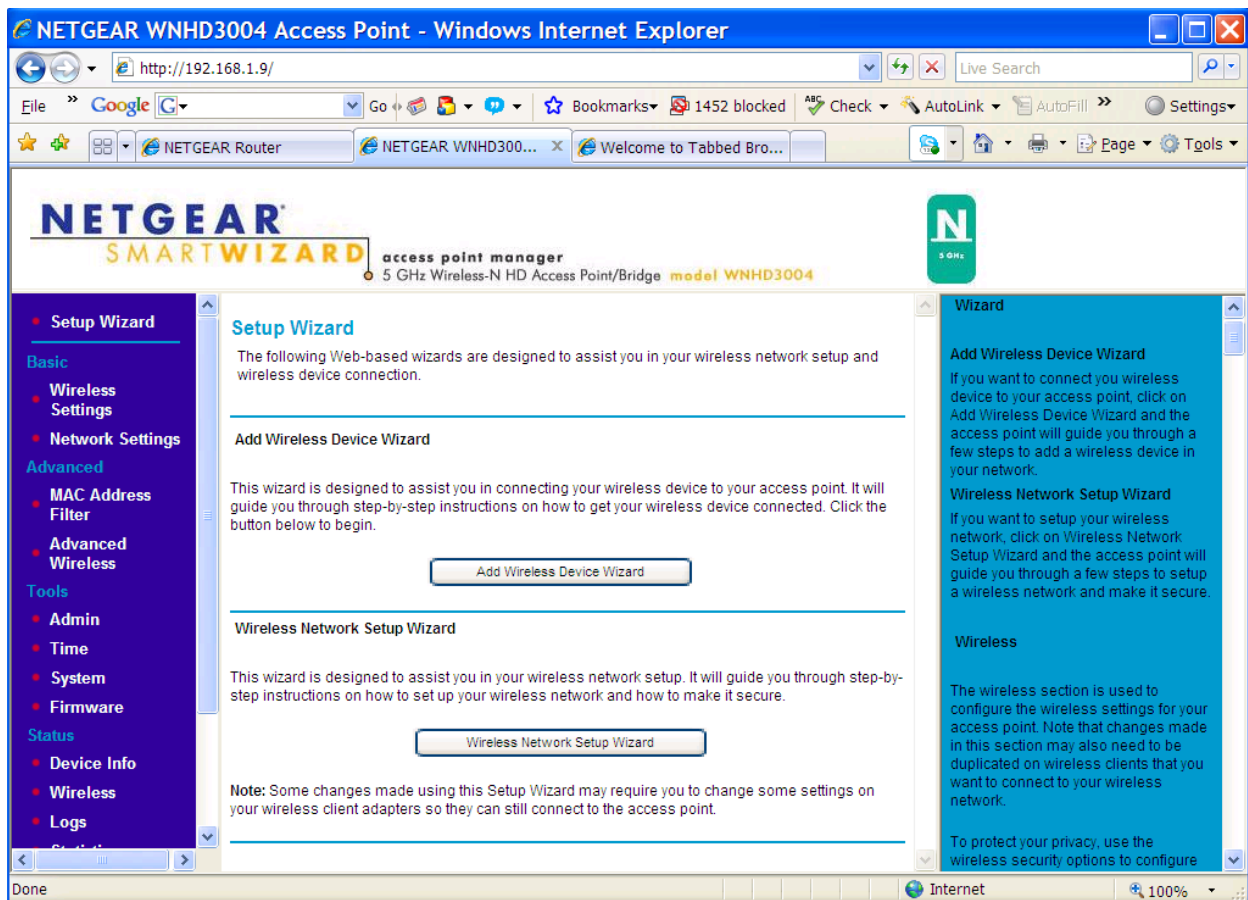 NETGEAR WNHD3004 Access Point - Windows Internet Explorer
http://192.168.1.9/
Live Search
File » Google G Go 1452 blocked Check AutoLink AutoFill » Settings
Bookmarks
NETGEAR Router NETGEAR WNHD300... X Welcome to Tabbed Bro... Page Tools
NETGEAR
SMARTWIZARD
access point manager
5 GHz Wireless-N HD Access Point/Bridge model WNHD3004
N
5 GHz
Setup Wizard
Basic
Wireless
Settings
Network Settings
Advanced
MAC Address
Filter
Advanced
Wireless
Tools
Admin
Time
System
Firmware
Status
Device Info
Wireless
Logs
Setup Wizard
The following Web-based wizards are designed to assist you in your wireless network setup and
wireless device connection.
Add Wireless Device Wizard
This wizard is designed to assist you in connecting your wireless device to your access point. It will
guide you through step-by-step instructions on how to get your wireless device connected. Click the
button below to begin.
Add Wireless Device Wizard
Wireless Network Setup Wizard
This wizard is designed to assist you in your wireless network setup. It will guide you through step-by-
step instructions on how to set up your wireless network and how to make it secure.
Wireless Network Setup Wizard
Note: Some changes made using this Setup Wizard may require you to change some settings on
your wireless client adapters so they can still connect to the access point.
Wizard
Add Wireless Device Wizard
If you want to connect you wireless
device to your access point, click on
Add Wireless Device Wizard and the
access point will guide you through a
few steps to add a wireless device in
your network.
Wireless Network Setup Wizard
If you want to setup your wireless
network, click on Wireless Network
Setup Wizard and the access point will
guide you through a few steps to setup
a wireless network and make it secure.
Wireless
The wireless section is used to
configure the wireless settings for your
access point. Note that changes made
in this section may also need to be
duplicated on wireless clients that you
want to connect to your wireless
network.
To protect your privacy, use the
wireless security options to configure
Done
Internet
100%